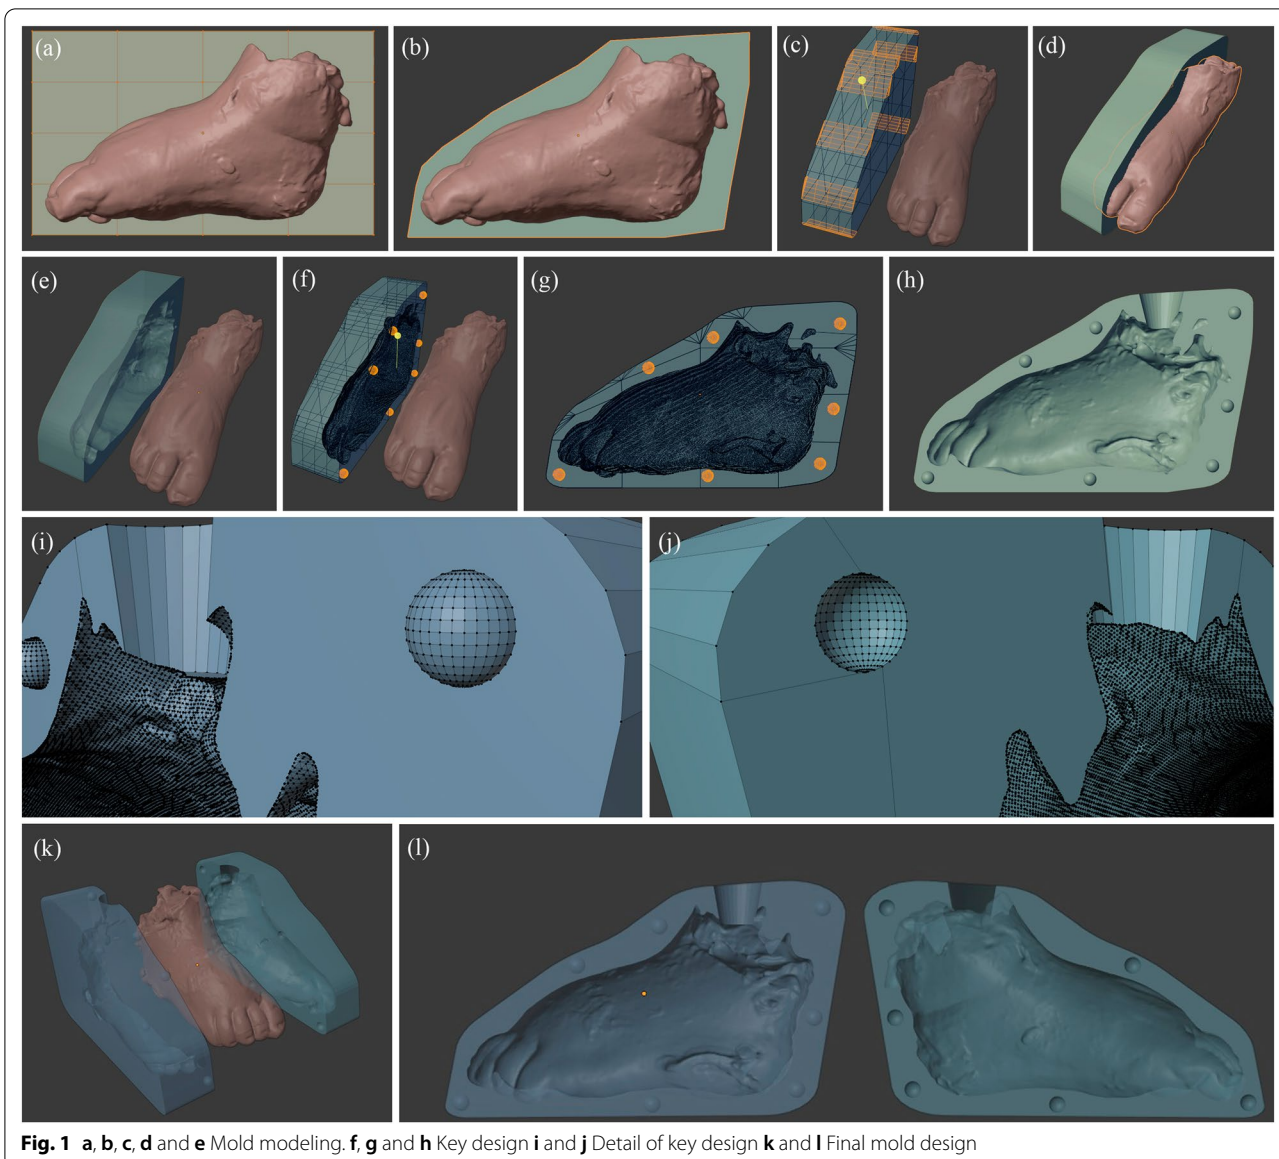 (a)
(b)
(c)
(d)
(e)
(f)
(g)
(h)
(i)
(j)
(k)
(l)
Fig. 1 a, b, c, d and e Mold modeling. f, g and h Key design i and j Detail of key design k and l Final mold design